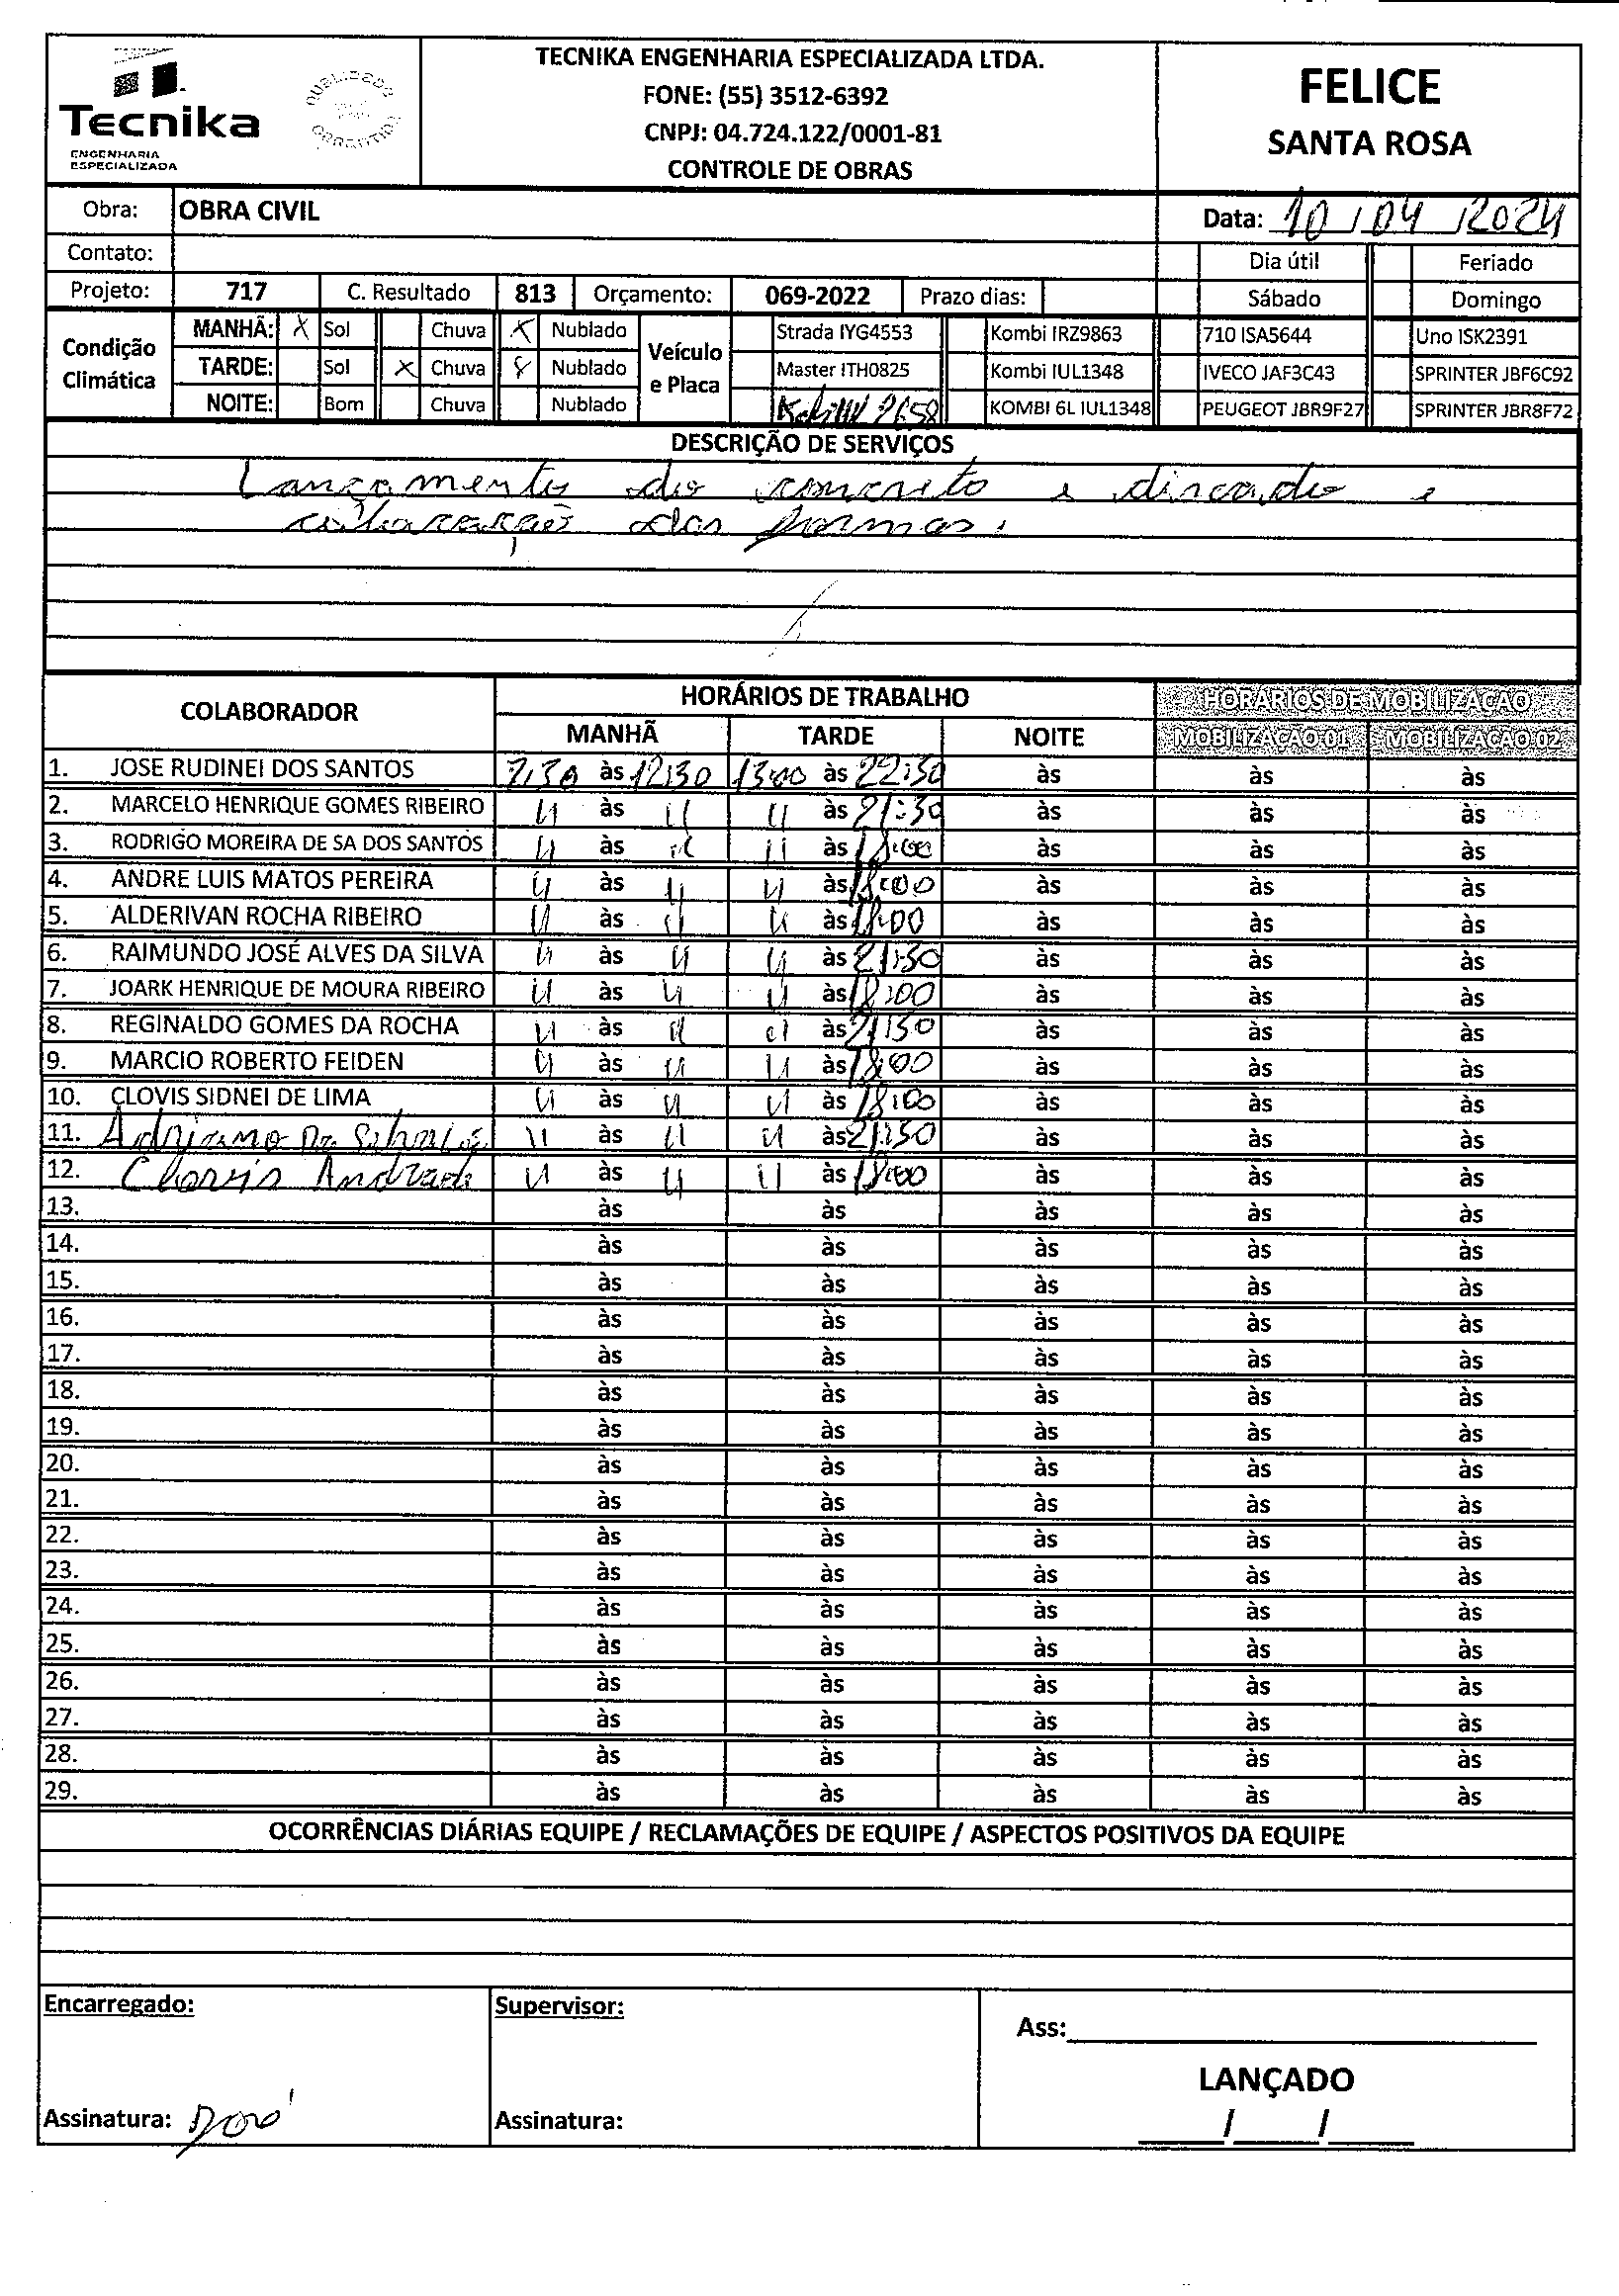 Tecnika
ENGENHARIA
ESPECIALIZADA
TECNIKA ENGENHARIA ESPECIALIZADA LTDA.
FONE: (55) 3512-6392
CNPJ: 04.724.122/0001-81
CONTROLE DE OBRAS
FELICE
SANTA ROSA
Obra: OBRA CIVIL
Data: 10/04/2024
Contato:
Dia útil Feriado
Projeto: 717 C. Resultado 813 Orçamento: 069-2022 Prazo dias: Sábado Domingo
Condição Climática
MANHÃ: X Sol Chuva X Nublado
TARDE: Sol X Chuva X Nublado
NOITE: Bom Chuva Nublado
Veículo e Placa
Strada IYG4553 Kombi IRZ9863 710 ISA5644 Uno ISK2391
Master ITH0825 Kombi IUL1348 IVECO JAF3C43 SPRINTER JBF6C92
2658 KOMBI 6L IUL1348 PEUGEOT JBR9F27 SPRINTER JBR8F72
DESCRIÇÃO DE SERVIÇOS
Lançamento do concreto e
das formas.
COLABORADOR HORÁRIOS DE TRABALHO HORÁRIOS DE MOBILIZAÇÃO
MANHÃ TARDE NOITE MOBILIZAÇÃO 01 MOBILIZAÇÃO 02
1. JOSE RUDINEI DOS SANTOS 7:30 às 12:30 13:00 às 22:30 às às às
2. MARCELO HENRIQUE GOMES RIBEIRO " às " " às 21:30 às às às
3. RODRIGO MOREIRA DE SA DOS SANTOS " às " " às 18:00 às às às
4. ANDRE LUIS MATOS PEREIRA " às " " às 18:00 às às às
5. ALDERIVAN ROCHA RIBEIRO " às " " às 18:00 às às às
6. RAIMUNDO JOSÉ ALVES DA SILVA " às " " às 21:30 às às às
7. JOARK HENRIQUE DE MOURA RIBEIRO " às " " às 18:00 às às às
8. REGINALDO GOMES DA ROCHA " às " " às 21:30 às às às
9. MARCIO ROBERTO FEIDEN " às " " às 18:00 às às às
10. CLOVIS SIDNEI DE LIMA " às " " às 18:00 às às às
11. Adriano " às " " às 21:30 às às às
12. Clovis Andrade " às " " às 18:00 às às às
13. às às às às às
14. às às às às às
15. às às às às às
16. às às às às às
17. às às às às às
18. às às às às às
19. às às às às às
20. às às às às às
21. às às às às às
22. às às às às às
23. às às às às às
24. às às às às às
25. às às às às às
26. às às às às às
27. às às às às às
28. às às às às às
29. às às às às às
OCORRÊNCIAS DIÁRIAS EQUIPE / RECLAMAÇÕES DE EQUIPE / ASPECTOS POSITIVOS DA EQUIPE
Encarregado: Supervisor:
Ass:
LANÇADO
Assinatura: Assinatura:
/ /